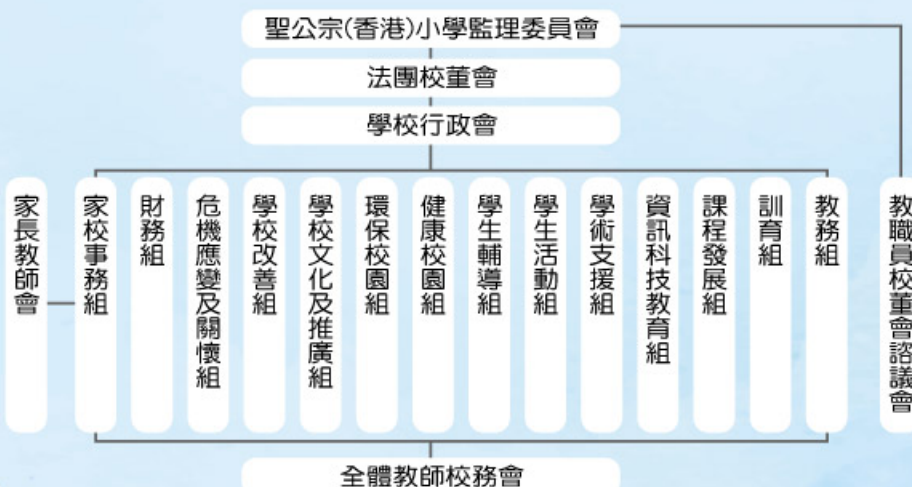 聖公宗(香港)小學監理委員會
法團校董會
學校行政會
家長教師會
家校事務組
財務組
危機應變及關懷組
學校改善組
學校文化及推廣組
環保校園組
健康校園組
學生輔導組
學生活動組
學術支援組
資訊科技教育組
課程發展組
訓育組
教務組
教職員校董會諮議會
全體教師校務會